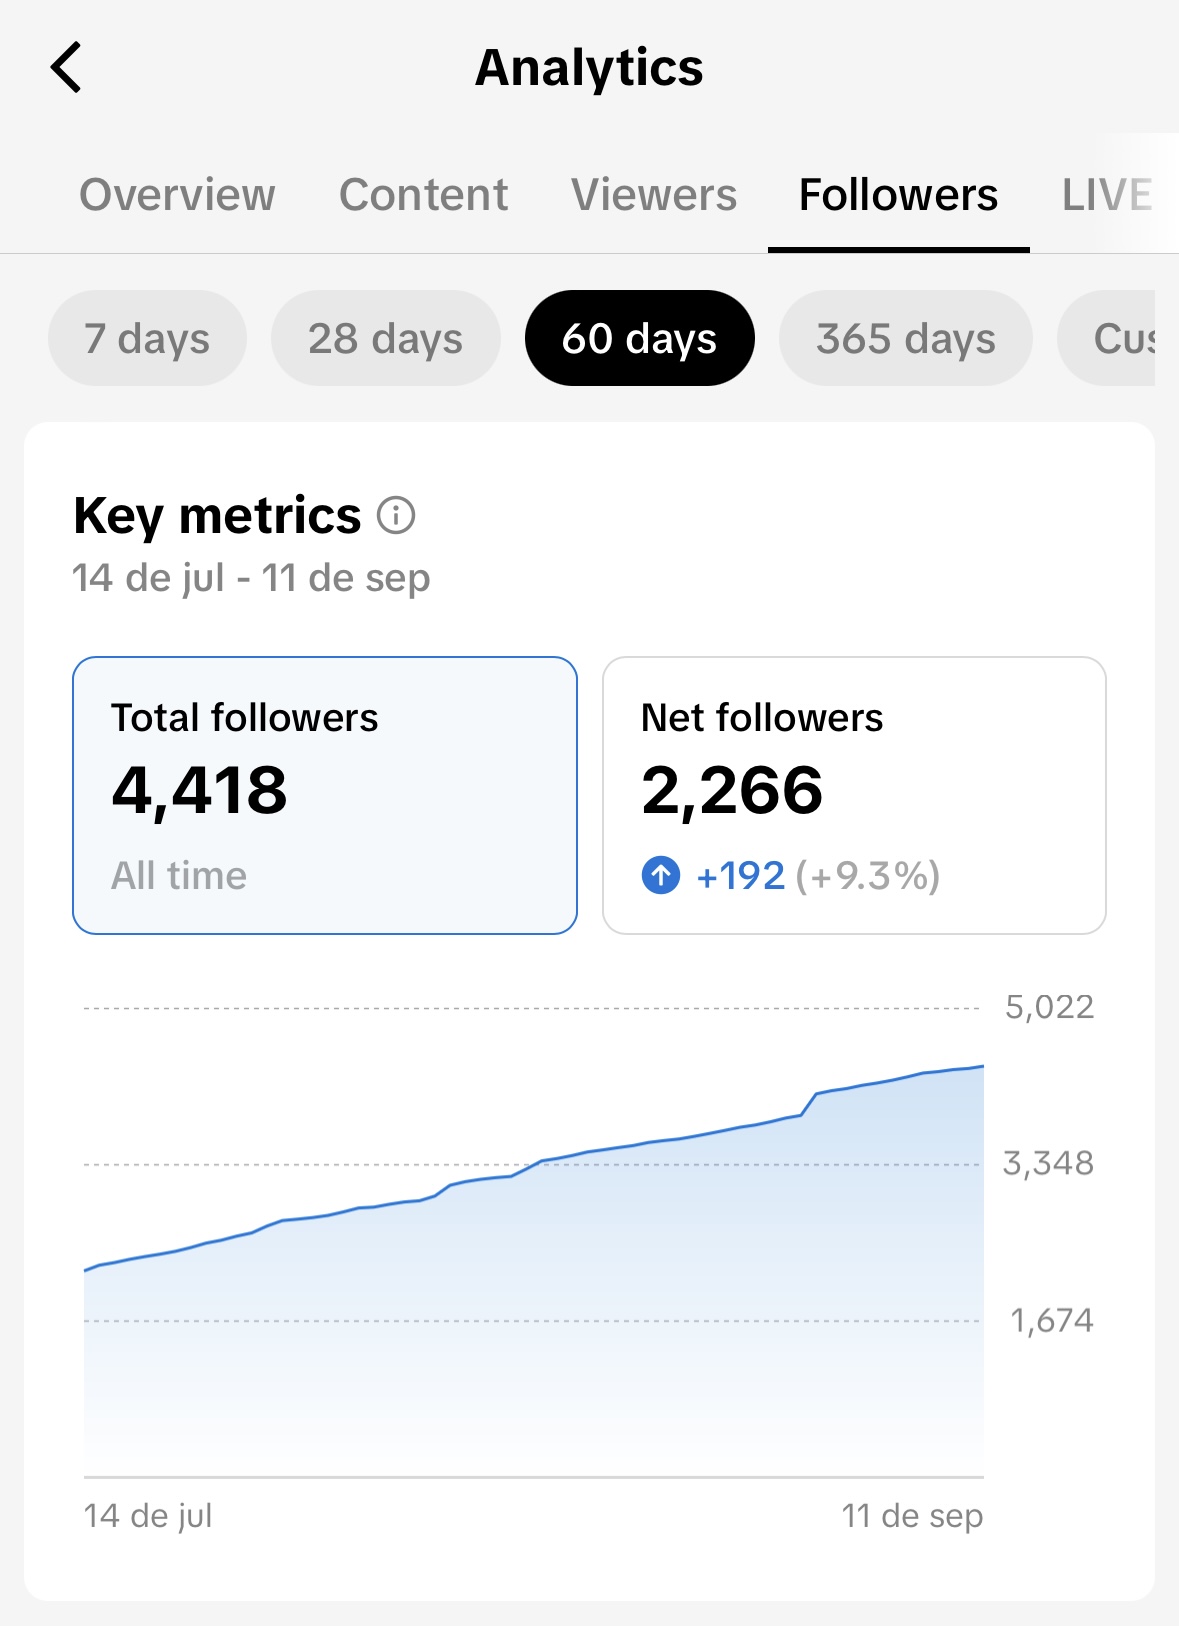 Analytics
Overview Content Viewers Followers LIVE
7 days 28 days 60 days 365 days Cus
Key metrics
14 de jul - 11 de sep
Total followers
4,418
All time
Net followers
2,266
+192 (+9.3%)
5,022
3,348
1,674
14 de jul 11 de sep